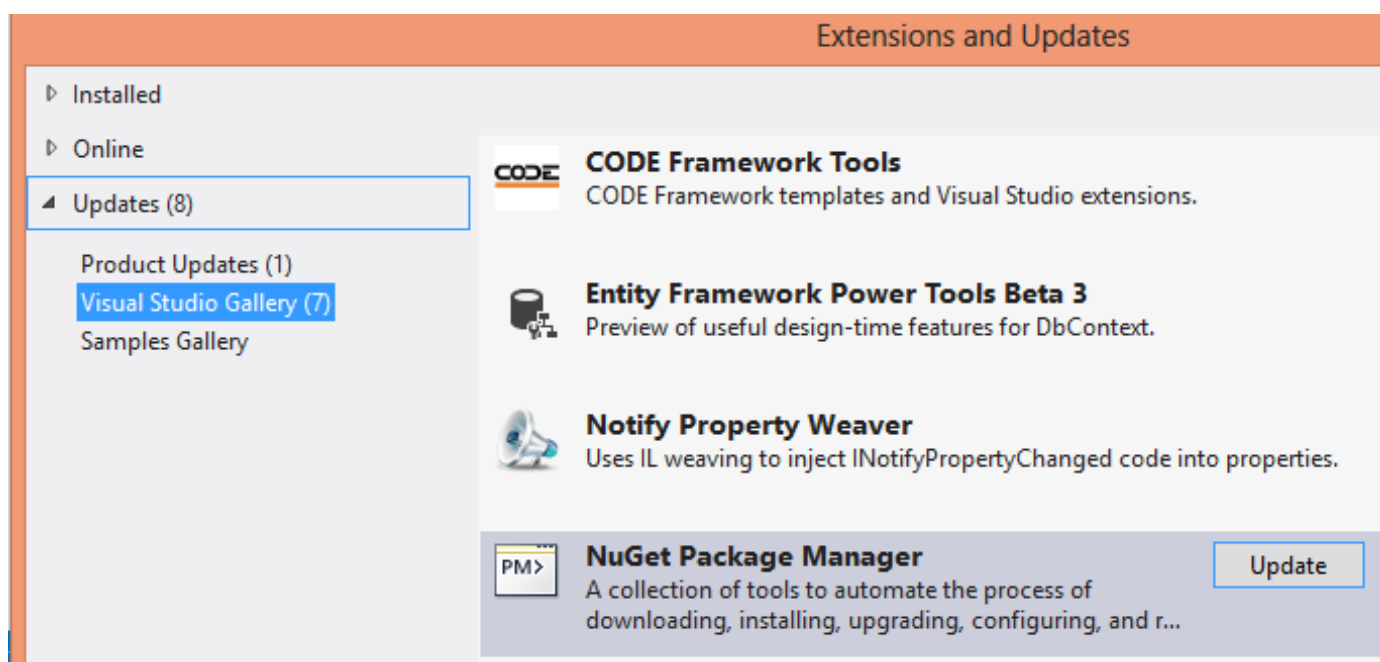 Extensions and Updates
Installed
Online
Updates (8)
Product Updates (1)
Visual Studio Gallery (7)
Samples Gallery
CODE
CODE Framework Tools
CODE Framework templates and Visual Studio extensions.
Entity Framework Power Tools Beta 3
Preview of useful design-time features for DbContext.
Notify Property Weaver
Uses IL weaving to inject INotifyPropertyChanged code into properties.
PM>
NuGet Package Manager
Update
A collection of tools to automate the process of
downloading, installing, upgrading, configuring, and r...